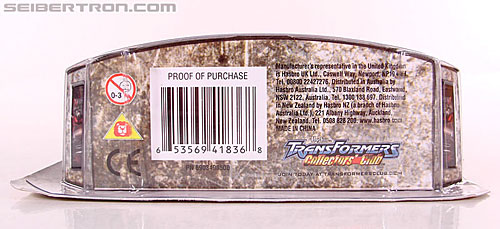 SEIBERTRON.COM
Manufacturer's representative in the United Kingdom
is Hasbro UK Ltd., Caswell Way, Newport,
Tel. 00800 22427276. Distributed in Australia
by Hasbro Australia Ltd., 570 Blaxland Road, Eastwood,
NSW 2122, Australia, Tel. 1300 138 697. Distributed
in New Zealand by Hasbro NZ (a branch of Hasbro
Australia Ltd.), 221 Albany Highway, Auckland,
New Zealand. Tel. 0508 828 200. www.hasbro.com
MADE IN CHINA
0-3
PROOF OF PURCHASE
6 53569 41836 8
CE
THE
TRANSFORMERS
Collectors' Club
JOIN TODAY AT TRANSFORMERSCLUB.COM